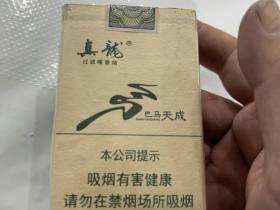 真龍®
过滤嘴香烟
巴马天成
本公司提示
吸烟有害健康
请勿在禁烟场所吸烟